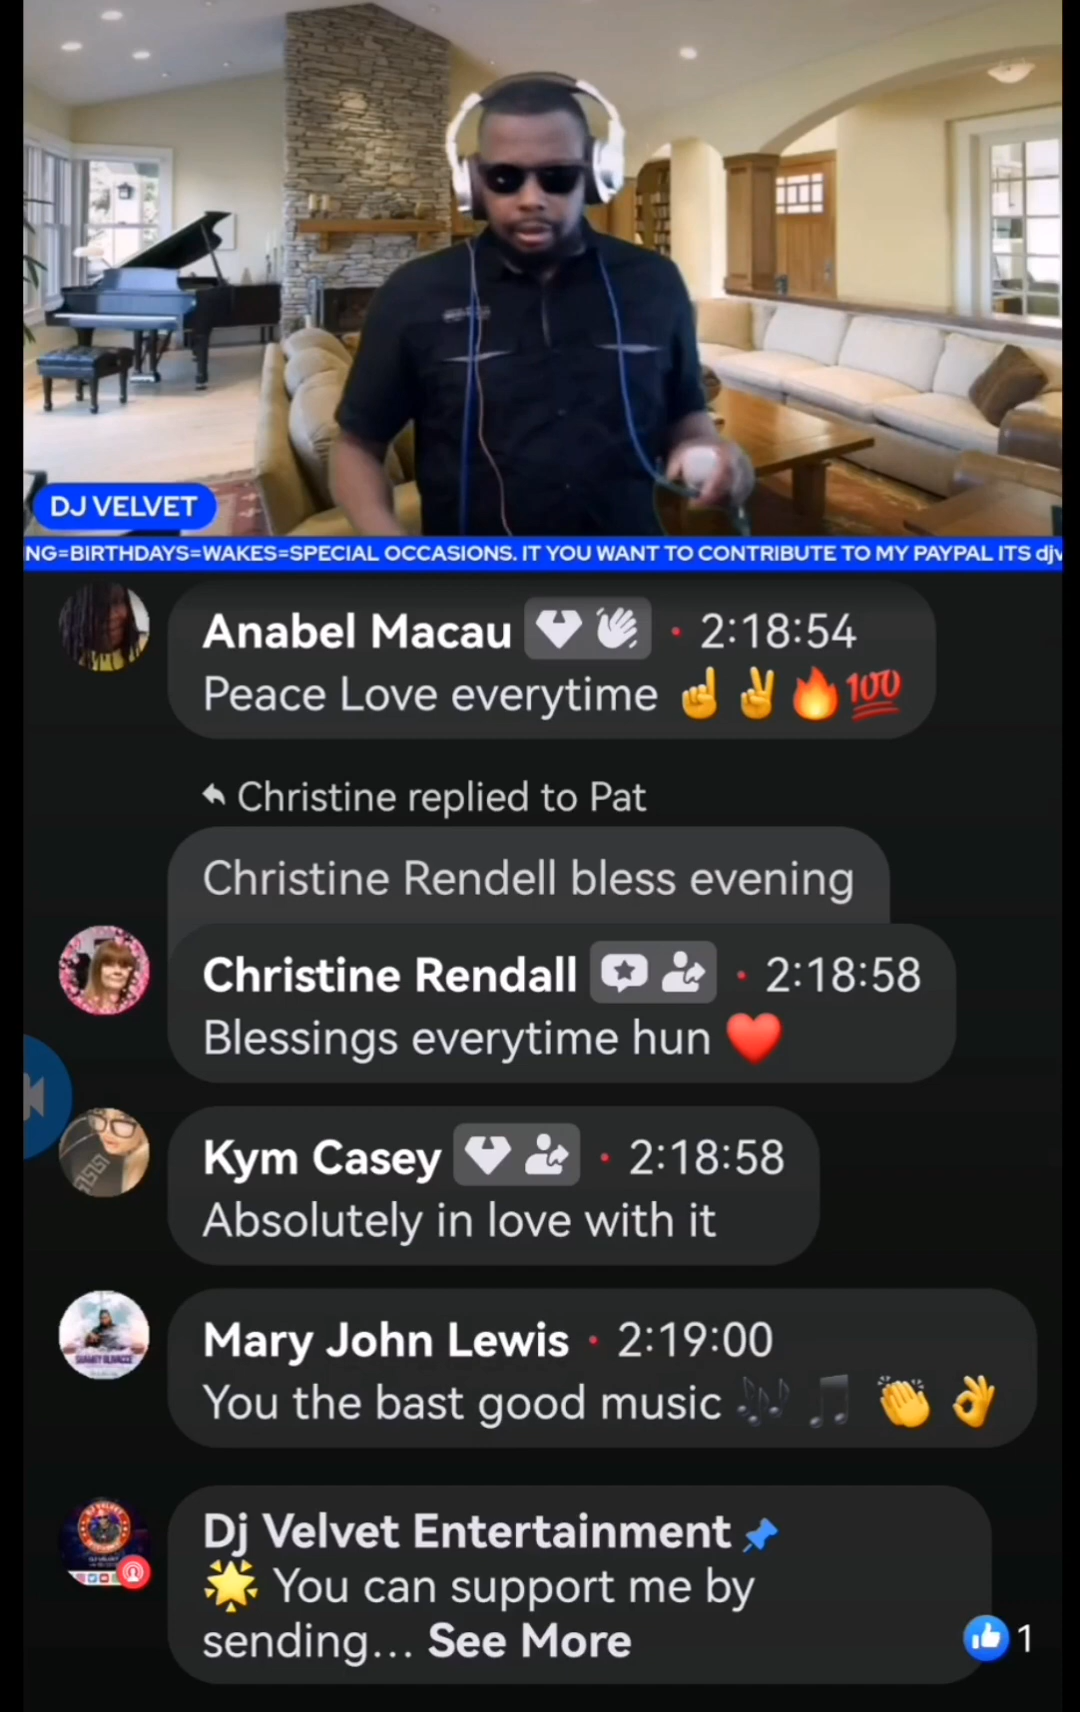 DJ VELVET
NG=BIRTHDAYS=WAKES=SPECIAL OCCASIONS. IT YOU WANT TO CONTRIBUTE TO MY PAYPAL ITS djv
Anabel Macau • 2:18:54
Peace Love everytime ☝️ ✌️ 🔥 💯
Christine replied to Pat
Christine Rendell bless evening
Christine Rendall • 2:18:58
Blessings everytime hun ❤️
Kym Casey • 2:18:58
Absolutely in love with it
Mary John Lewis • 2:19:00
You the bast good music 🎶 🎵 👏 👌
Dj Velvet Entertainment 📌
🌟 You can support me by
sending... See More
1